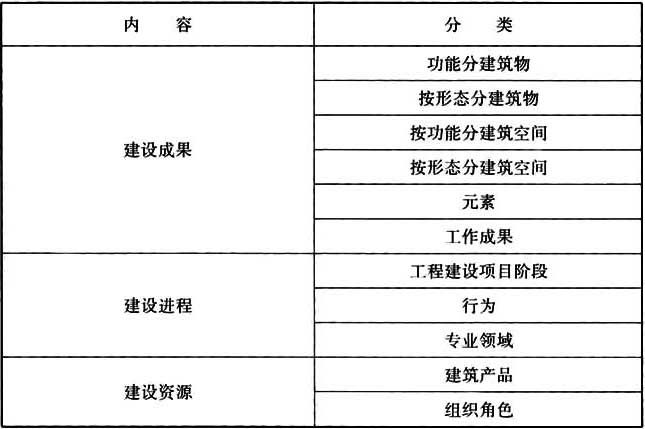 内 容 分 类
功能分建筑物
按形态分建筑物
按功能分建筑空间
建设成果
按形态分建筑空间
元素
工作成果
工程建设项目阶段
建设进程 行为
专业领域
建筑产品
建设资源
组织角色